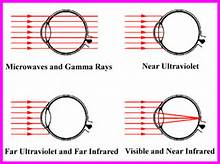 Microwaves and Gamma Rays
Near Ultraviolet
Far Ultraviolet and Far Infrared
Visible and Near Infrared